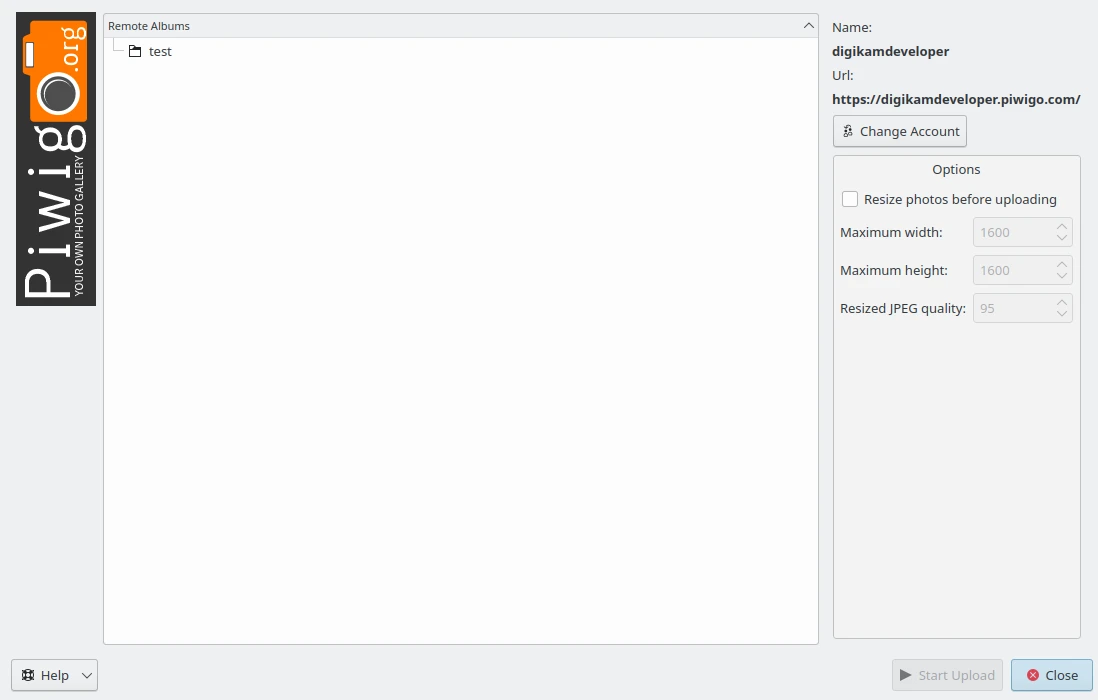 Piwigo.org
YOUR OWN PHOTO GALLERY
Remote Albums
test
Name:
digikamdeveloper
Url:
https://digikamdeveloper.piwigo.com/
Change Account
Options
Resize photos before uploading
Maximum width:
1600
Maximum height:
1600
Resized JPEG quality:
95
Help
Start Upload
Close